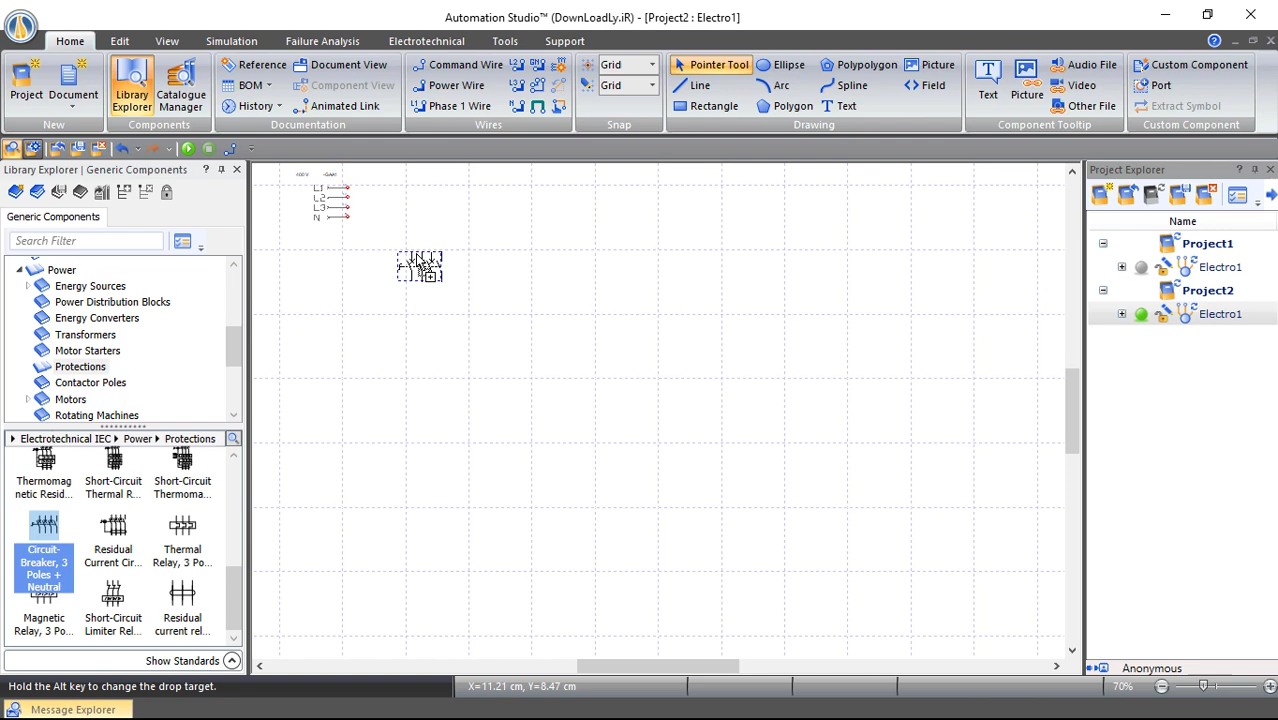 Automation Studio™ (DownLoadLy.iR) - [Project2 : Electro1]
Home Edit View Simulation Failure Analysis Electrotechnical Tools Support
Project Document
New
Library Explorer Catalogue Manager
Components
Reference Document View
BOM Component View
History Animated Link
Documentation
Command Wire
Power Wire
Phase 1 Wire
Wires
Grid
Grid
Snap
Pointer Tool Ellipse Polypolygon Picture
Line Arc Spline Field
Rectangle Polygon Text
Drawing
Text Picture
Audio File
Video
Other File
Component Tooltip
Custom Component
Port
Extract Symbol
Custom Component
Library Explorer | Generic Components
Generic Components
Search Filter
Power
Energy Sources
Power Distribution Blocks
Energy Converters
Transformers
Motor Starters
Protections
Contactor Poles
Motors
Rotating Machines
Electrotechnical IEC Power Protections
Thermomag netic Resid...
Short-Circuit Thermal R...
Short-Circuit Thermoma...
Circuit-Breaker, 3 Poles + Neutral
Residual Current Cir...
Thermal Relay, 3 Po...
Magnetic Relay, 3 Po...
Short-Circuit Limiter Rel...
Residual current rel...
Show Standards
L1
L2
L3
N
Project Explorer
Name
Project1
Electro1
Project2
Electro1
Anonymous
Hold the Alt key to change the drop target.
X=11.21 cm, Y=8.47 cm
70%
Message Explorer